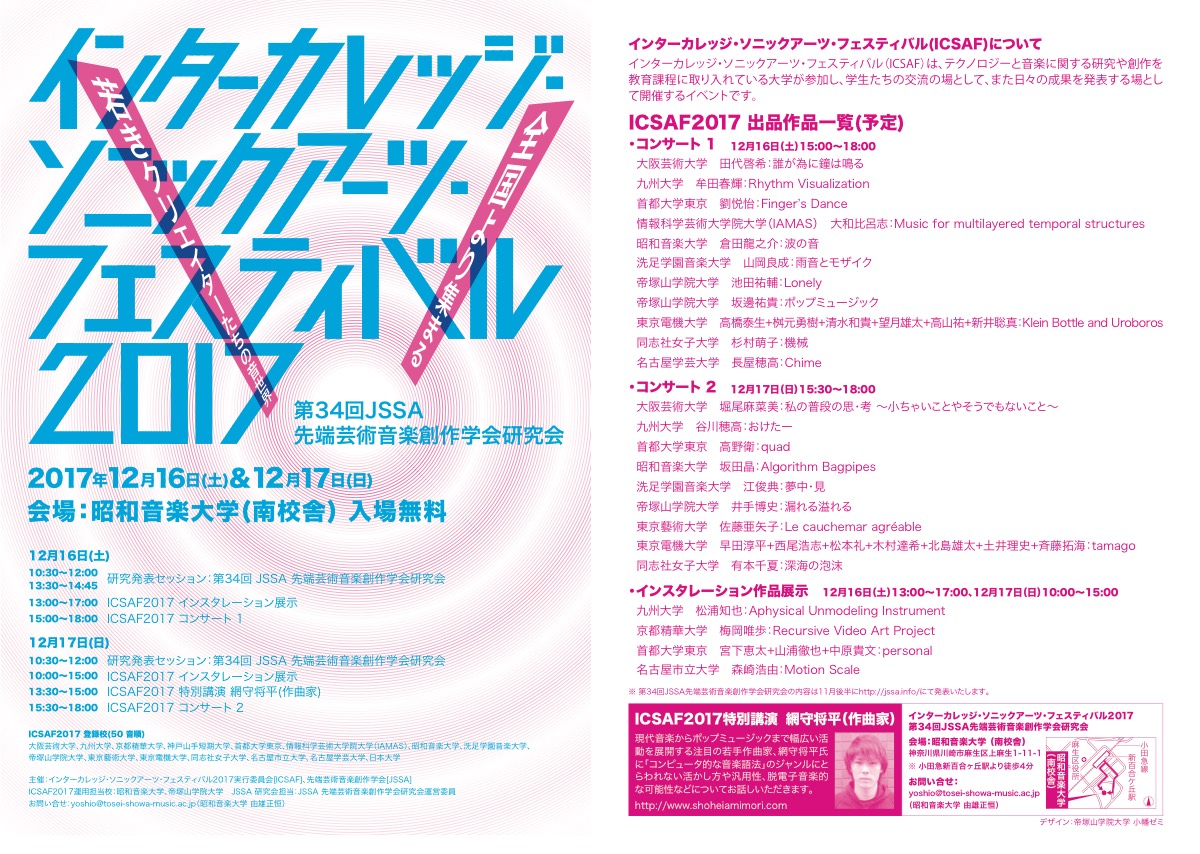 インターカレッジ・
ソニックアーツ・
フェスティバル
2017
若きクリエイターたちの音世界
全国より9つ集まる
第34回JSSA
先端芸術音楽創作学会研究会
2017年12月16日(土)&12月17日(日)
会場:昭和音楽大学(南校舎) 入場無料
12月16日(土)
10:30〜12:00
13:30〜14:45 研究発表セッション:第34回 JSSA 先端芸術音楽創作学会研究会
13:00〜17:00 ICSAF2017 インスタレーション展示
15:00〜18:00 ICSAF2017 コンサート 1
12月17日(日)
10:30〜12:00 研究発表セッション:第34回 JSSA 先端芸術音楽創作学会研究会
10:00〜15:00 ICSAF2017 インスタレーション展示
13:30〜15:00 ICSAF2017 特別講演 網守将平(作曲家)
15:30〜18:00 ICSAF2017 コンサート 2
ICSAF2017 登録校(50 音順)
大阪芸術大学、九州大学、京都精華大学、神戸山手短期大学、首都大学東京、情報科学芸術大学院大学(IAMAS)、昭和音楽大学、洗足学園音楽大学、
帝塚山学院大学、東京藝術大学、東京電機大学、同志社女子大学、名古屋市立大学、名古屋学芸大学、日本大学
主催:インターカレッジ・ソニックアーツ・フェスティバル2017実行委員会[ICSAF]、先端芸術音楽創作学会[JSSA]
ICSAF2017運用担当校:昭和音楽大学、帝塚山学院大学 JSSA 研究会担当:JSSA 先端芸術音楽創作学会研究会運営委員
お問い合せ:yoshio@tosei-showa-music.ac.jp(昭和音楽大学 由雄正恒)
インターカレッジ・ソニックアーツ・フェスティバル(ICSAF)について
インターカレッジ・ソニックアーツ・フェスティバル(ICSAF)は、テクノロジーと音楽に関する研究や創作を
教育課程に取り入れている大学が参加し、学生たちの交流の場として、また日々の成果を発表する場とし
て開催するイベントです。
ICSAF2017 出品作品一覧(予定)
・コンサート 1 12月16日(土)15:00〜18:00
大阪芸術大学 田代啓希:誰が為に鐘は鳴る
九州大学 牟田春輝:Rhythm Visualization
首都大学東京 劉悦怡:Finger's Dance
情報科学芸術大学院大学(IAMAS) 大和比呂志:Music for multilayered temporal structures
昭和音楽大学 倉田龍之介:波の音
洗足学園音楽大学 山岡良成:雨音とモザイク
帝塚山学院大学 池田祐輔:Lonely
帝塚山学院大学 坂邊祐貴:ポップミュージック
東京電機大学 高橋泰生+桝元勇樹+清水和貴+望月雄太+高山祐+新井聡真:Klein Bottle and Uroboros
同志社女子大学 杉村萌子:機械
名古屋学芸大学 長屋穂高:Chime
・コンサート 2 12月17日(日)15:30〜18:00
大阪芸術大学 堀尾麻菜美:私の普段の思・考 〜小ちゃいことやそうでもないこと〜
九州大学 谷川穂高:おけたー
首都大学東京 高野衛:quad
昭和音楽大学 坂田晶:Algorithm Bagpipes
洗足学園音楽大学 江俊典:夢中・見
帝塚山学院大学 井手博史:漏れる溢れる
東京藝術大学 佐藤亜矢子:Le cauchemar agréable
東京電機大学 早田淳平+西尾浩志+松本礼+木村達希+北島雄太+土井理史+斉藤拓海:tamago
同志社女子大学 有本千夏:深海の泡沫
・インスタレーション作品展示 12月16日(土)13:00〜17:00、12月17日(日)10:00〜15:00
九州大学 松浦知也:Aphysical Unmodeling Instrument
京都精華大学 梅岡唯歩:Recursive Video Art Project
首都大学東京 宮下恵太+山浦徹也+中原貴文:personal
名古屋市立大学 森崎浩由:Motion Scale
※ 第34回JSSA先端芸術音楽創作学会研究会の内容は11月後半にhttp://jssa.info/にて発表いたします。
ICSAF2017特別講演 網守将平(作曲家)
現代音楽からポップミュージックまで幅広い活
動を展開する注目の若手作曲家、網守将平氏
に「コンピュータ的な音楽語法」のジャンルにと
らわれない活かし方や汎用性、脱電子音楽的
な可能性などについてお話しいただきます。
http://www.shoheiamimori.com
インターカレッジ・ソニックアーツ・フェスティバル2017
第34回JSSA先端芸術音楽創作学会研究会
会場:昭和音楽大学(南校舎)
神奈川県川崎市麻生区上麻生1-11-1
※ 小田急新百合ヶ丘駅より徒歩4分
お問い合せ:
yoshio@tosei-showa-music.ac.jp
(昭和音楽大学 由雄正恒)
麻生区役所
小田急線
新百合ヶ丘駅
昭和音楽大学
(南校舎)
デザイン:帝塚山学院大学 小幡ゼミ